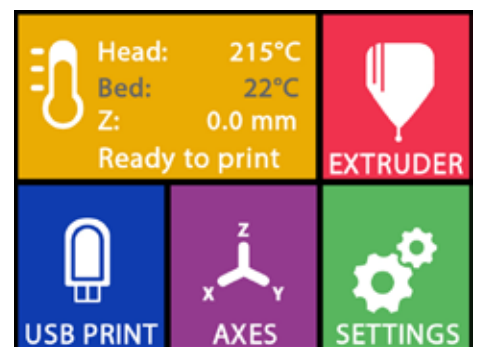 Head: 215°C
Bed: 22°C
Z: 0.0 mm
Ready to print
EXTRUDER
USB PRINT
Z
X Y
AXES
SETTINGS